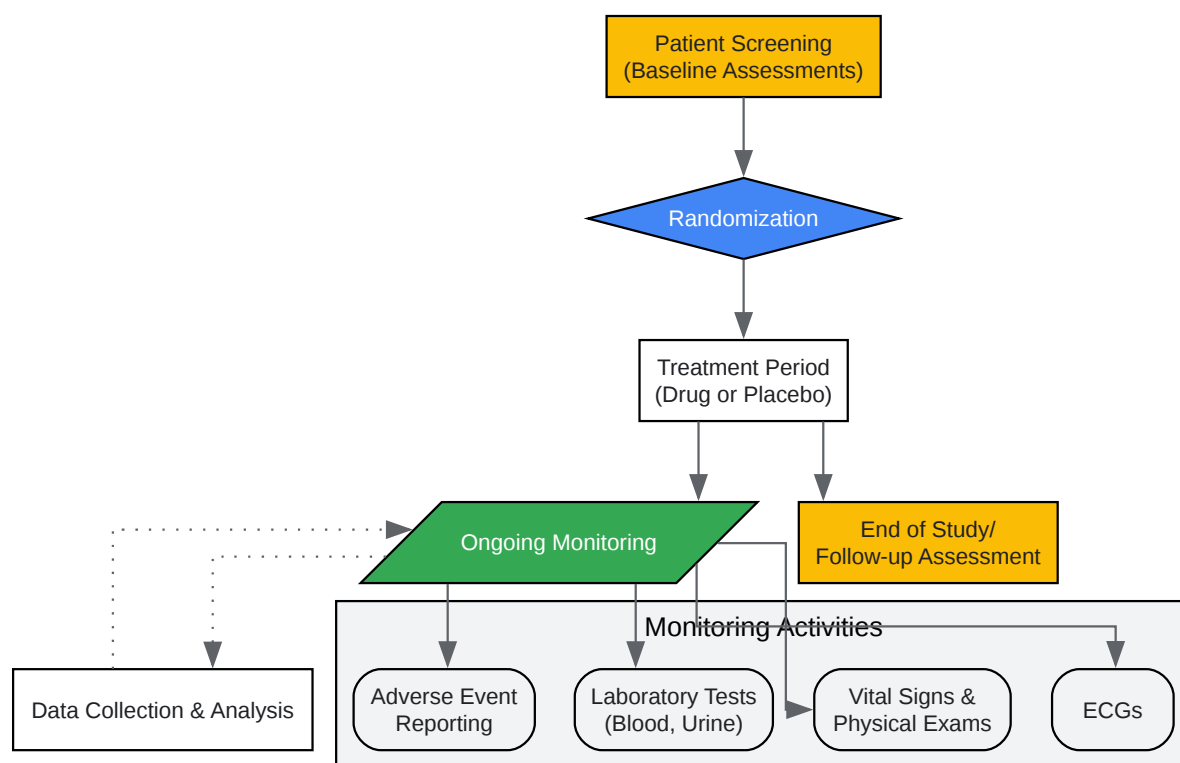 Patient Screening
(Baseline Assessments)
Randomization
Treatment Period
(Drug or Placebo)
Ongoing Monitoring
End of Study/
Follow-up Assessment
Monitoring Activities
Data Collection & Analysis
Adverse Event
Reporting
Laboratory Tests
(Blood, Urine)
Vital Signs &
Physical Exams
ECGs